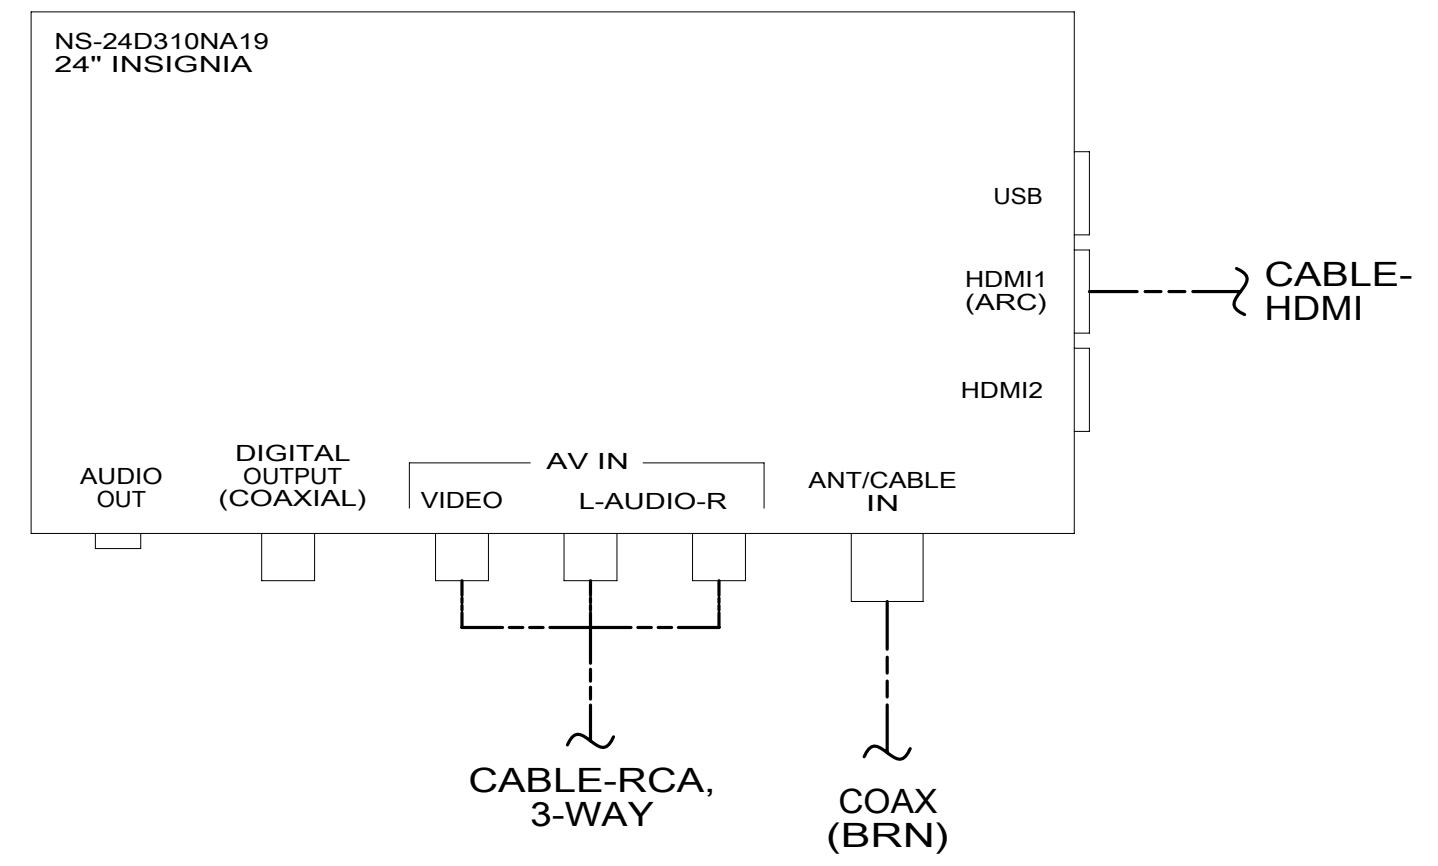 NS-24D310NA19
24" INSIGNIA
USB
HDMI1
(ARC)
CABLE-
HDMI
HDMI2
AUDIO
OUT
DIGITAL
OUTPUT
(COAXIAL)
AV IN
VIDEO
L-AUDIO-R
ANT/CABLE
IN
CABLE-RCA,
3-WAY
COAX
(BRN)